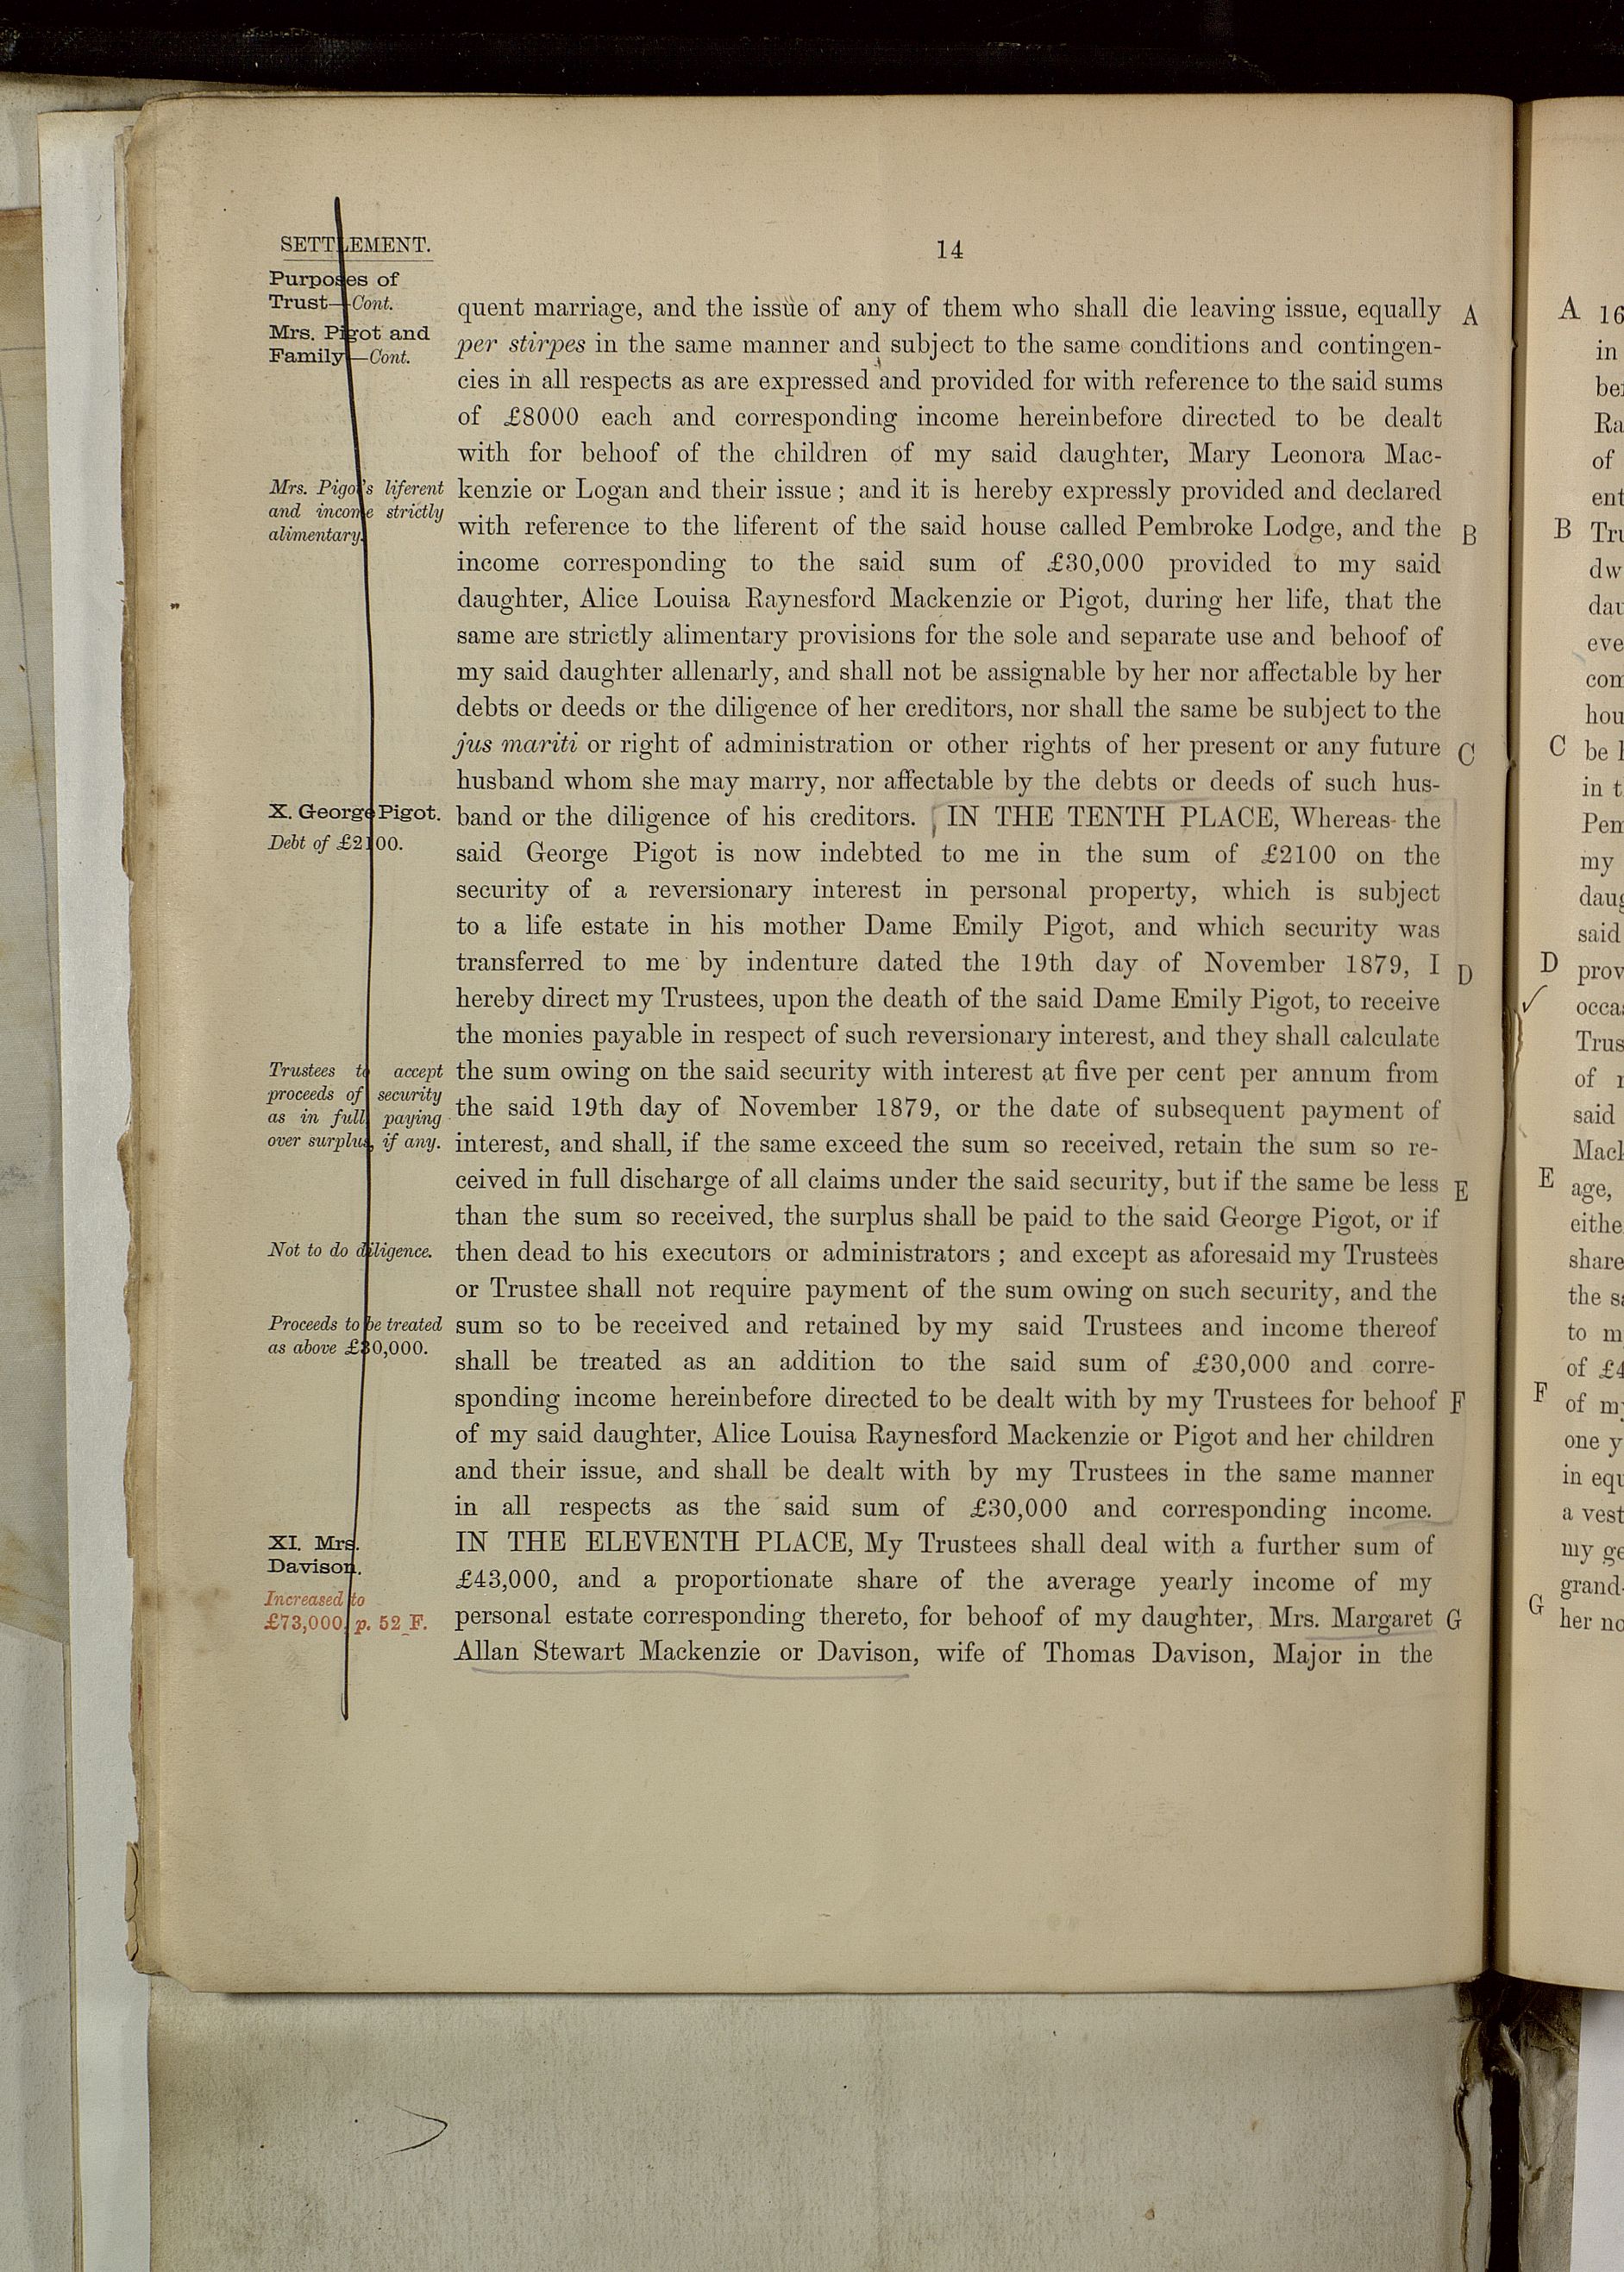 SETTLEMENT.
14
Purposes of
Trust—Cont.
Mrs. Pigot and
Family—Cont.
quent marriage, and the issue of any of them who shall die leaving issue, equally A
per stirpes in the same manner and subject to the same conditions and contingen-
cies in all respects as are expressed and provided for with reference to the said sums
of £8000 each and corresponding income hereinbefore directed to be dealt
with for behoof of the children of my said daughter, Mary Leonora Mac-
Mrs. Pigot's liferent
and income strictly
alimentary.
kenzie or Logan and their issue ; and it is hereby expressly provided and declared
with reference to the liferent of the said house called Pembroke Lodge, and the B
income corresponding to the said sum of £30,000 provided to my said
daughter, Alice Louisa Raynesford Mackenzie or Pigot, during her life, that the
same are strictly alimentary provisions for the sole and separate use and behoof of
my said daughter allenarly, and shall not be assignable by her nor affectable by her
debts or deeds or the diligence of her creditors, nor shall the same be subject to the
jus mariti or right of administration or other rights of her present or any future C
husband whom she may marry, nor affectable by the debts or deeds of such hus-
X. George Pigot.
Debt of £2100.
band or the diligence of his creditors. IN THE TENTH PLACE, Whereas the
said George Pigot is now indebted to me in the sum of £2100 on the
security of a reversionary interest in personal property, which is subject
to a life estate in his mother Dame Emily Pigot, and which security was
transferred to me by indenture dated the 19th day of November 1879, I D
hereby direct my Trustees, upon the death of the said Dame Emily Pigot, to receive
the monies payable in respect of such reversionary interest, and they shall calculate
Trustees to accept
proceeds of security
as in full, paying
over surplus, if any.
the sum owing on the said security with interest at five per cent per annum from
the said 19th day of November 1879, or the date of subsequent payment of
interest, and shall, if the same exceed the sum so received, retain the sum so re-
ceived in full discharge of all claims under the said security, but if the same be less E
than the sum so received, the surplus shall be paid to the said George Pigot, or if
Not to do diligence.
then dead to his executors or administrators ; and except as aforesaid my Trustees
or Trustee shall not require payment of the sum owing on such security, and the
Proceeds to be treated
as above £30,000.
sum so to be received and retained by my said Trustees and income thereof
shall be treated as an addition to the said sum of £30,000 and corre-
sponding income hereinbefore directed to be dealt with by my Trustees for behoof F
of my said daughter, Alice Louisa Raynesford Mackenzie or Pigot and her children
and their issue, and shall be dealt with by my Trustees in the same manner
in all respects as the said sum of £30,000 and corresponding income.
XI. Mrs.
Davison.
Increased to
£73,000, p. 52 F.
IN THE ELEVENTH PLACE, My Trustees shall deal with a further sum of
£43,000, and a proportionate share of the average yearly income of my
personal estate corresponding thereto, for behoof of my daughter, Mrs. Margaret G
Allan Stewart Mackenzie or Davison, wife of Thomas Davison, Major in the
A 16
in
B
dw
C be
in
my
said
D
of
said
E age,
share
to
of
F of
one
in
a
my
G
her